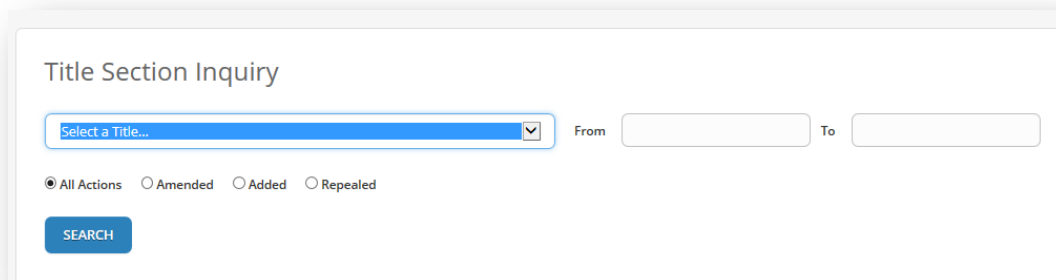 Title Section Inquiry
Select a Title... From To
All Actions Amended Added Repealed
SEARCH